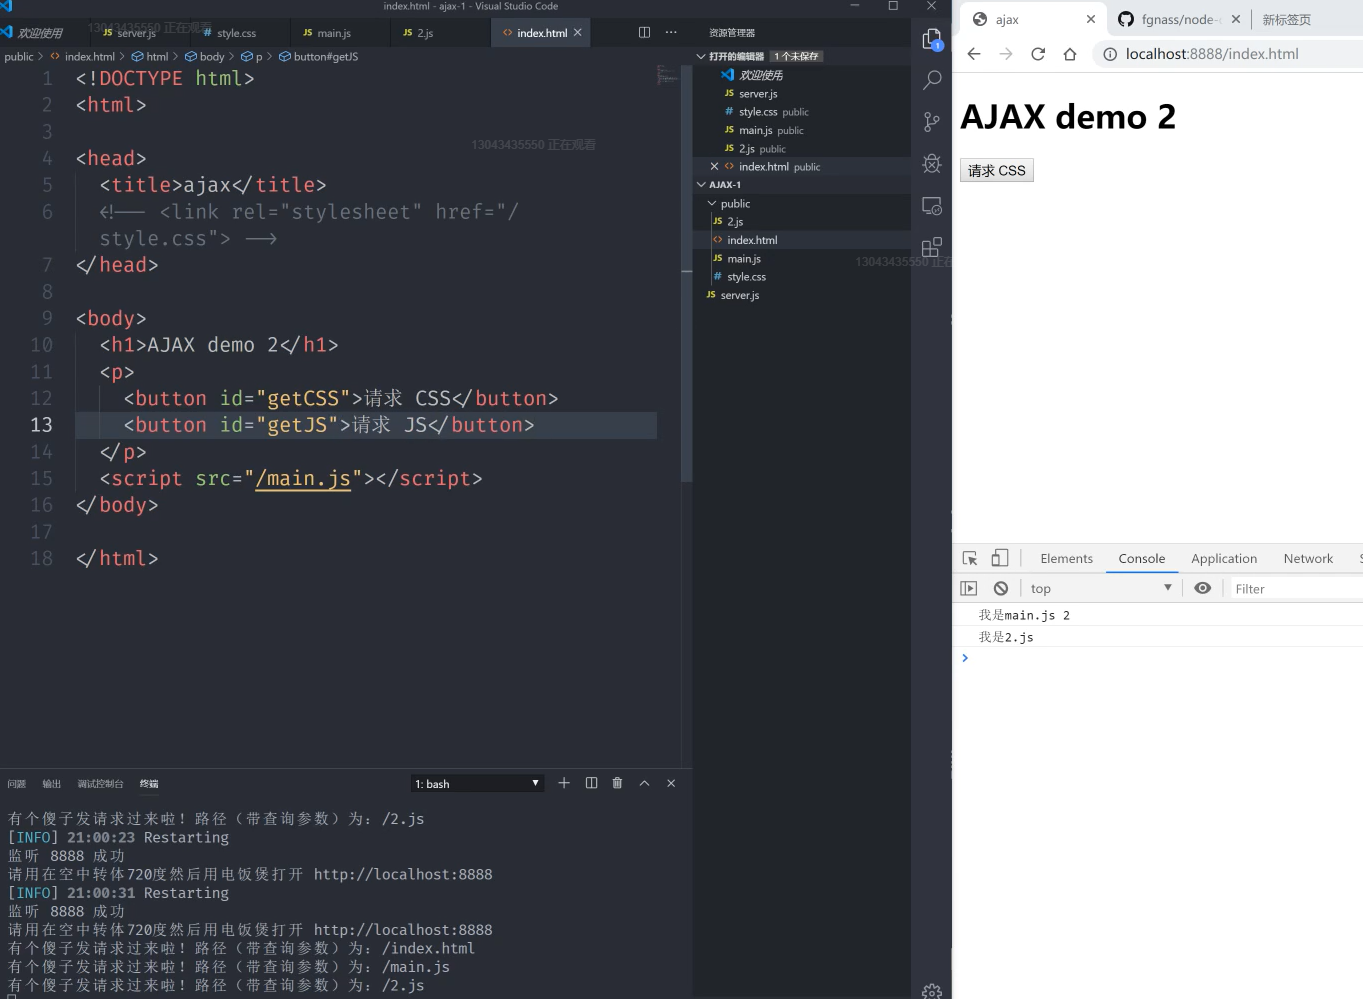 index.html - ajax-1 - Visual Studio Code
欢迎使用
server.js
style.css
main.js
2.js
index.html
13043435550 正在观看
public > index.html > html > body > p > button#getJS
1 <!DOCTYPE html>
2 <html>
3
4 <head>
5 <title>ajax</title>
6 <!-- <link rel="stylesheet" href="/
style.css"> -->
7 </head>
8
9 <body>
10 <h1>AJAX demo 2</h1>
11 <p>
12 <button id="getCSS">请求 CSS</button>
13 <button id="getJS">请求 JS</button>
14 </p>
15 <script src="/main.js"></script>
16 </body>
17
18 </html>
13043435550 正在观看
问题 输出 调试控制台 终端
1: bash
有个傻子发请求过来啦! 路径 (带查询参数) 为: /2.js
[INFO] 21:00:23 Restarting
监听 8888 成功
请用在空中转体720度然后用电饭煲打开 http://localhost:8888
[INFO] 21:00:31 Restarting
监听 8888 成功
请用在空中转体720度然后用电饭煲打开 http://localhost:8888
有个傻子发请求过来啦! 路径 (带查询参数) 为: /index.html
有个傻子发请求过来啦! 路径 (带查询参数) 为: /main.js
有个傻子发请求过来啦! 路径 (带查询参数) 为: /2.js
资源管理器
打开的编辑器 1 个未保存
欢迎使用
server.js
style.css public
main.js public
2.js public
index.html public
AJAX-1
public
2.js
index.html
main.js
style.css
server.js
13043435550 正在
1
ajax
fgnass/node-
新标签页
localhost:8888/index.html
AJAX demo 2
请求 CSS
Elements Console Application Network
top
Filter
我是main.js 2
我是2.js